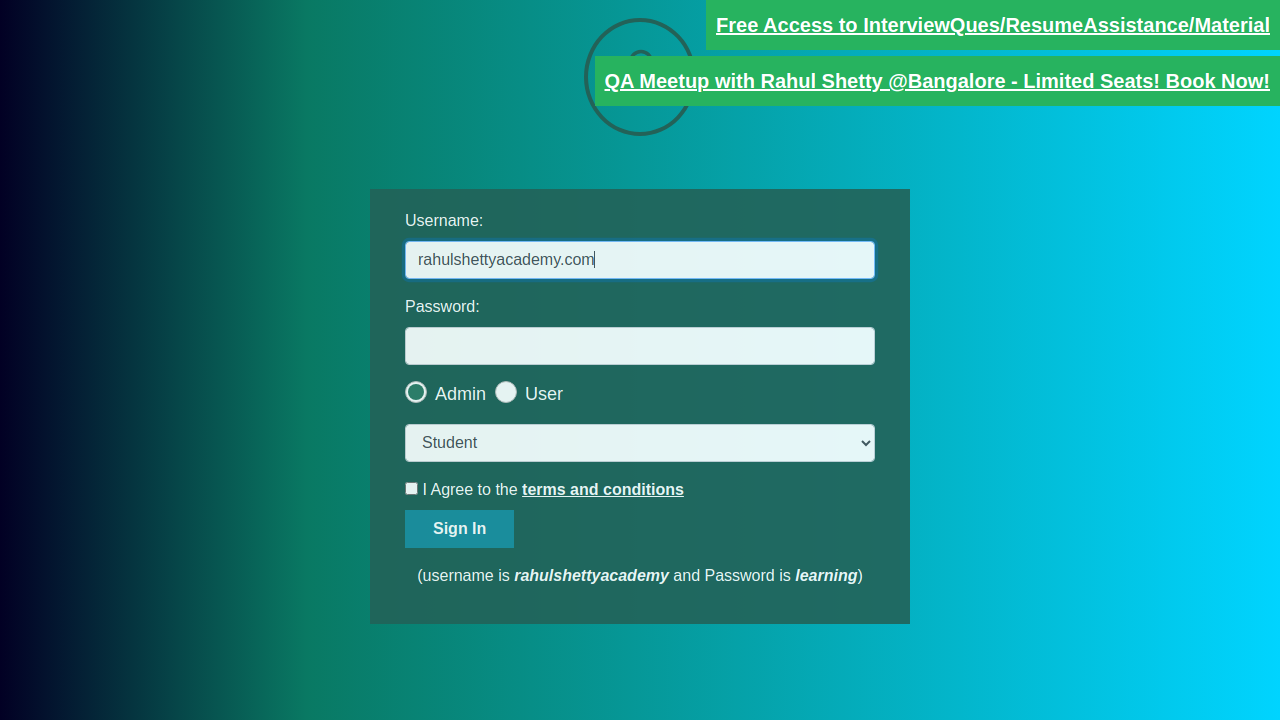 Free Access to InterviewQues/ResumeAssistance/Material
QA Meetup with Rahul Shetty @Bangalore - Limited Seats! Book Now!
Username:
rahulshettyacademy.com
Password:
Admin User
Student
I Agree to the terms and conditions
Sign In
(username is rahulshettyacademy and Password is learning)